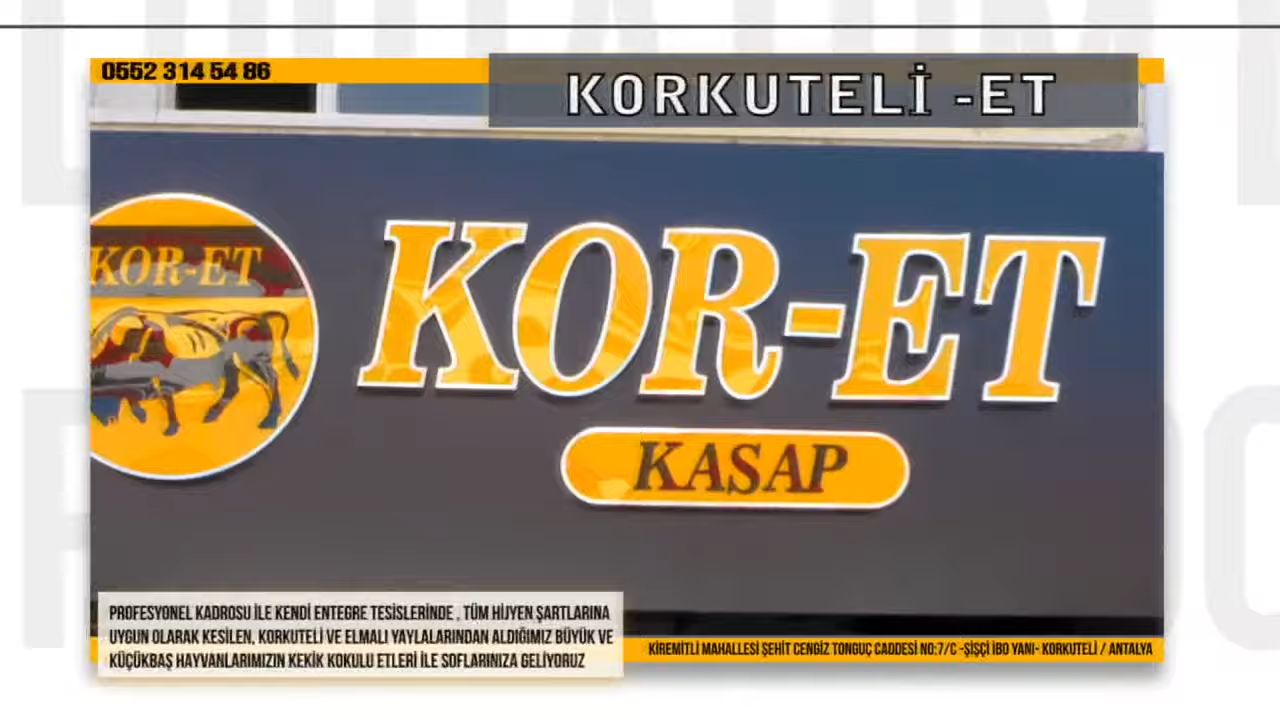 0552 314 54 86
KORKUTELİ -ET
KOR-ET
KOR-ET
KASAP
PROFESYONEL KADROSU İLE KENDİ ENTEGRE TESİSLERİNDE , TÜM HİJYEN ŞARTLARINA
UYGUN OLARAK KESİLEN, KORKUTELİ VE ELMALI YAYLALARINDAN ALDIĞIMIZ BÜYÜK VE
KÜÇÜKBAŞ HAYVANLARIMIZIN KEKİK KOKULU ETLERİ İLE SOFLARINIZA GELİYORUZ
KİREMİTLİ MAHALLESİ ŞEHİT CENGİZ TONGUÇ CADDESİ NO:7/C -ŞİŞÇİ İBO YANI- KORKUTELİ / ANTALYA